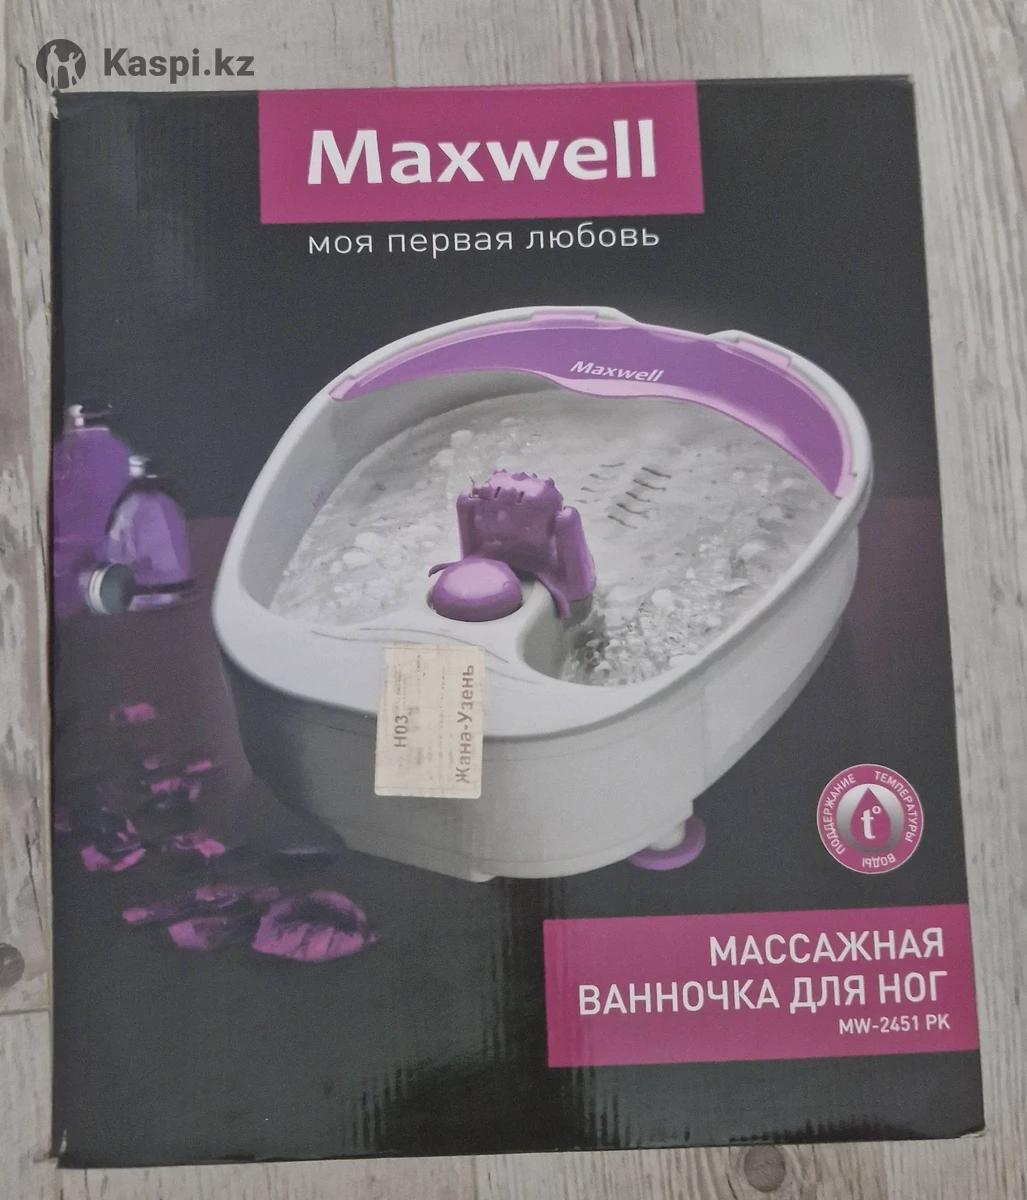 Kaspi.kz
Maxwell
моя первая любовь
Maxwell
Н03
Жана-Узень
ПОДДЕРЖАНИЕ ТЕМПЕРАТУРЫ ВОДЫ
t°
МАССАЖНАЯ
ВАННОЧКА ДЛЯ НОГ
MW-2451 PK